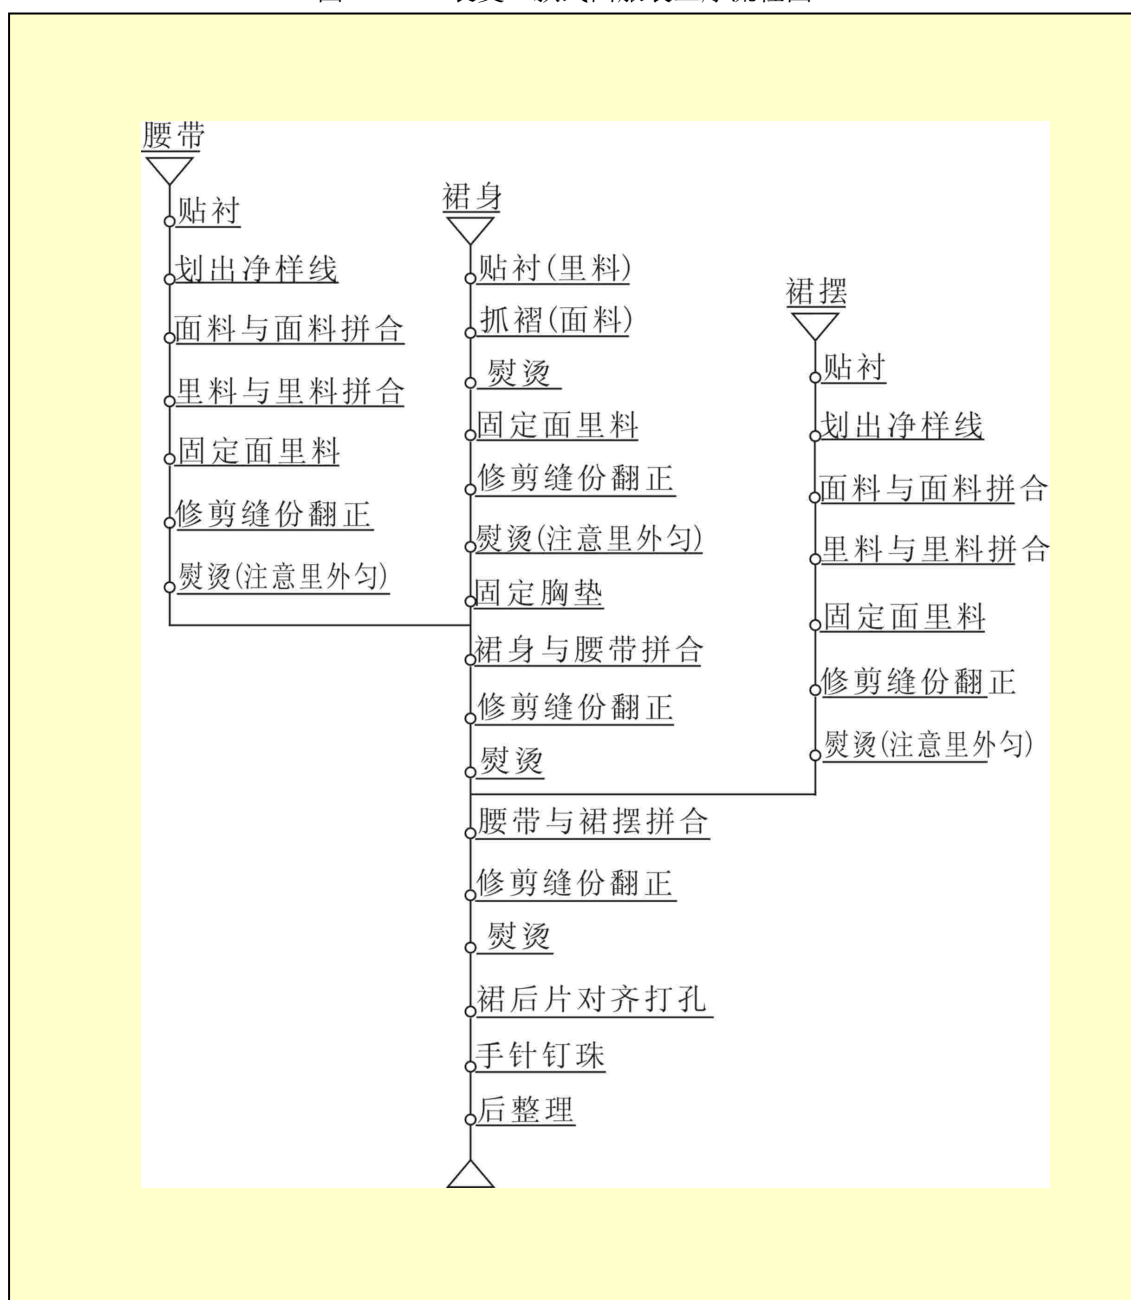 腰带
贴衬
划出净样线
面料与面料拼合
里料与里料拼合
固定面里料
修剪缝份翻正
熨烫(注意里外匀)
裙身
贴衬(里料)
抓褶(面料)
熨烫
固定面里料
修剪缝份翻正
熨烫(注意里外匀)
固定胸垫
裙身与腰带拼合
修剪缝份翻正
熨烫
腰带与裙摆拼合
修剪缝份翻正
熨烫
裙后片对齐打孔
手针钉珠
后整理
裙摆
贴衬
划出净样线
面料与面料拼合
里料与里料拼合
固定面里料
修剪缝份翻正
熨烫(注意里外匀)